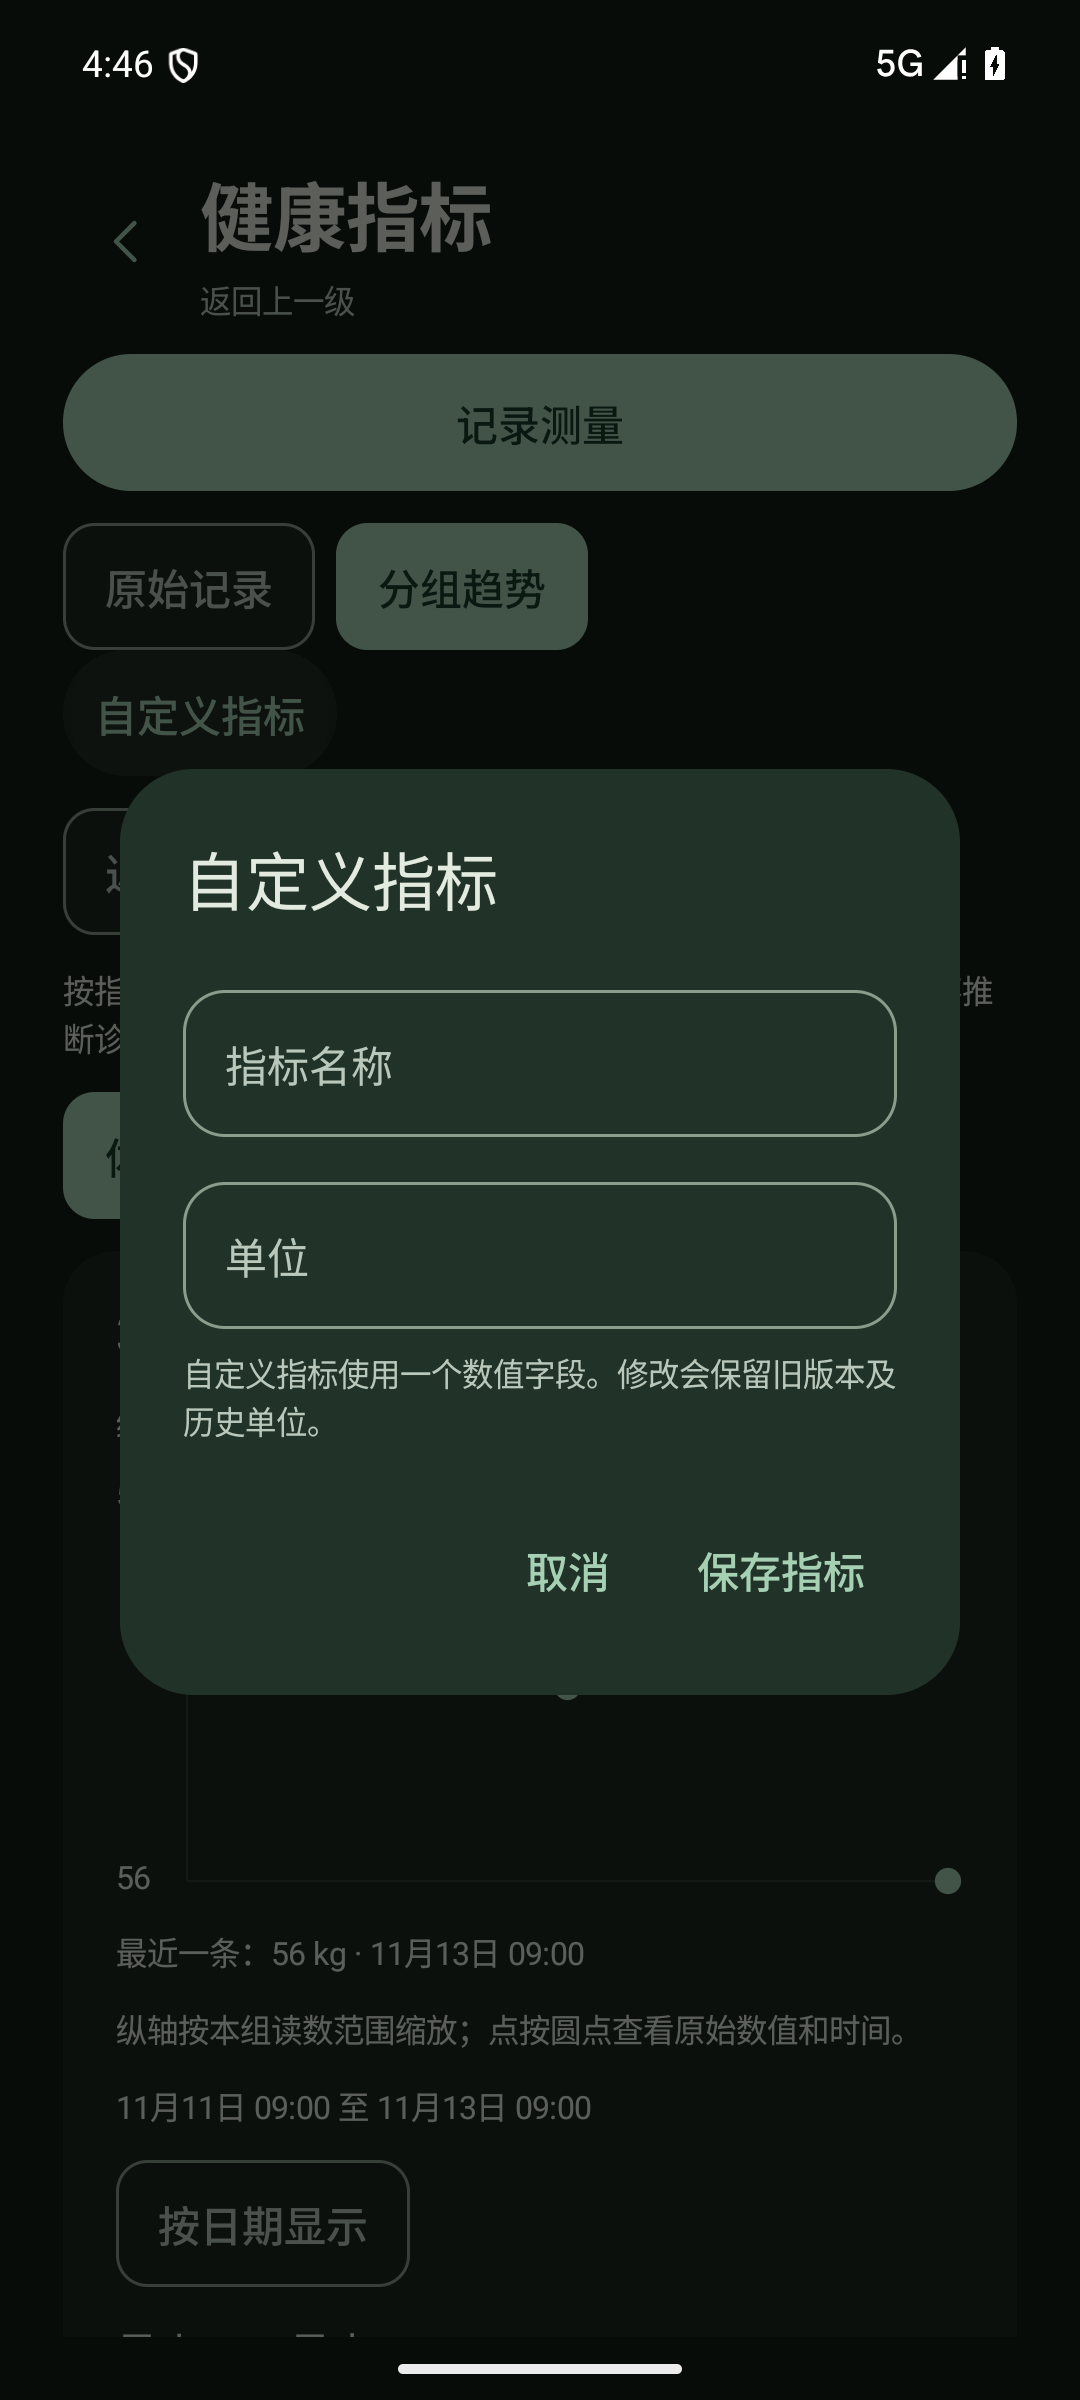 4:46
5G
健康指标
返回上一级
记录测量
原始记录
分组趋势
自定义指标
自定义指标
按指
推
断诊
指标名称
单位
自定义指标使用一个数值字段。修改会保留旧版本及
历史单位。
取消
保存指标
56
最近一条：56 kg · 11月13日 09:00
纵轴按本组读数范围缩放；点按圆点查看原始数值和时间。
11月11日 09:00 至 11月13日 09:00
按日期显示